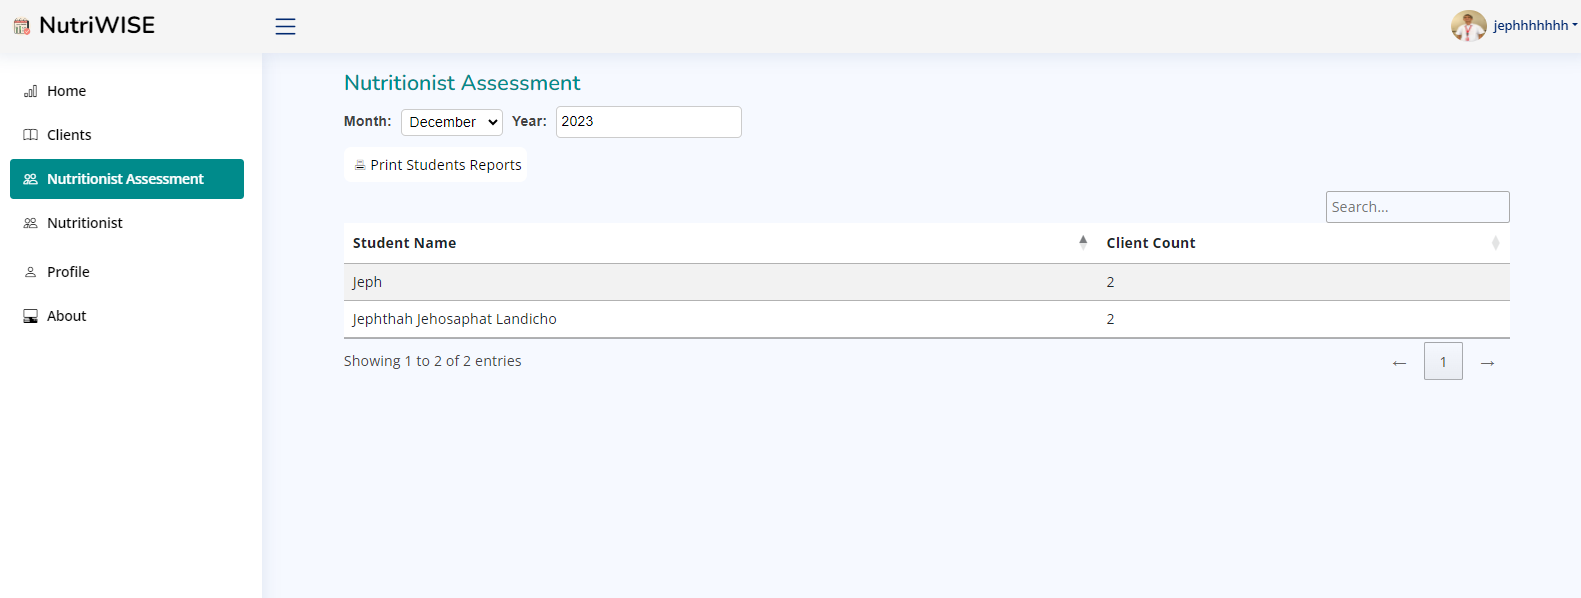 NutriWISE
jephhhhhhh
Home
Clients
Nutritionist Assessment
Nutritionist
Profile
About
Nutritionist Assessment
Month: December Year: 2023
Print Students Reports
Search...
Student Name Client Count
Jeph 2
Jephthah Jehosaphat Landicho 2
Showing 1 to 2 of 2 entries
← 1 →